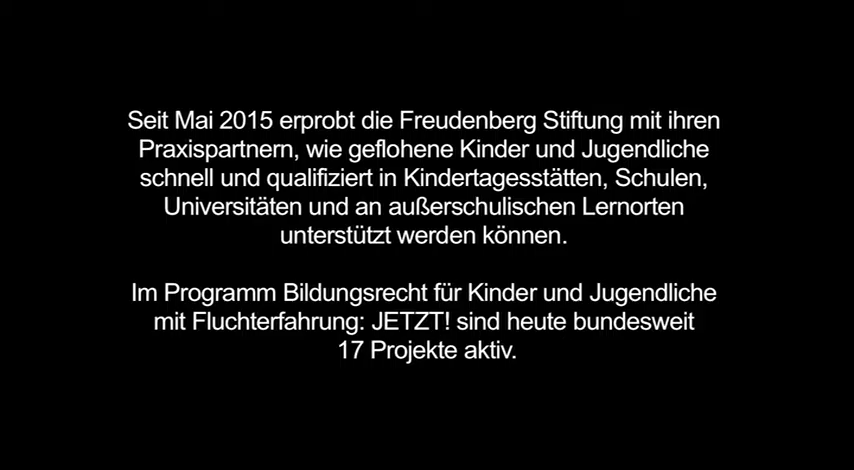 Seit Mai 2015 erprobt die Freudenberg Stiftung mit ihren
Praxispartnern, wie geflohene Kinder und Jugendliche
schnell und qualifiziert in Kindertagesstätten, Schulen,
Universitäten und an außerschulischen Lernorten
unterstützt werden können.
Im Programm Bildungsrecht für Kinder und Jugendliche
mit Fluchterfahrung: JETZT! sind heute bundesweit
17 Projekte aktiv.